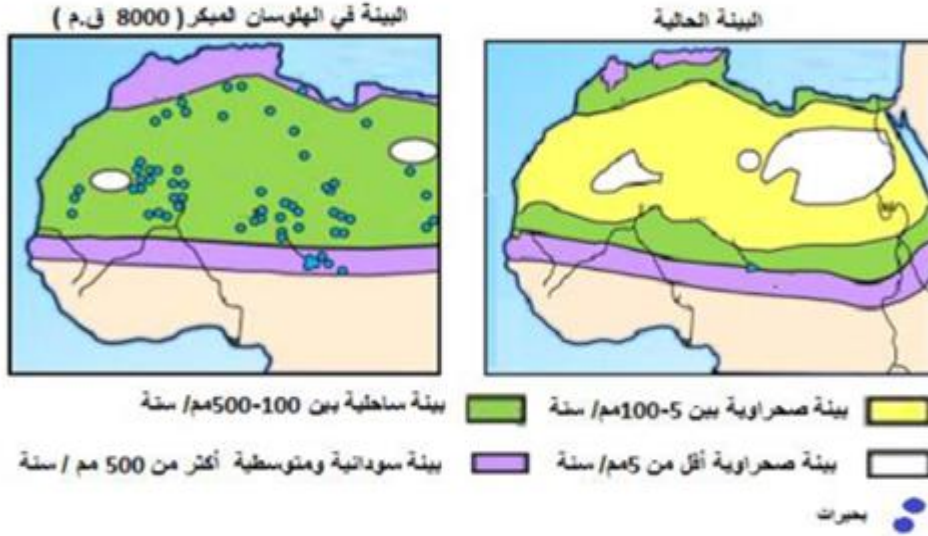 البيئة الحالية
البيئة في الهلوسان المبكر ( 8000 ق.م )
بيئة صحراوية بين 5-100مم/ سنة
بيئة ساحلية بين 100-500مم/ سنة
بيئة صحراوية أقل من 5مم/ سنة
بيئة سودانية ومتوسطية أكثر من 500 مم / سنة
بحيرات